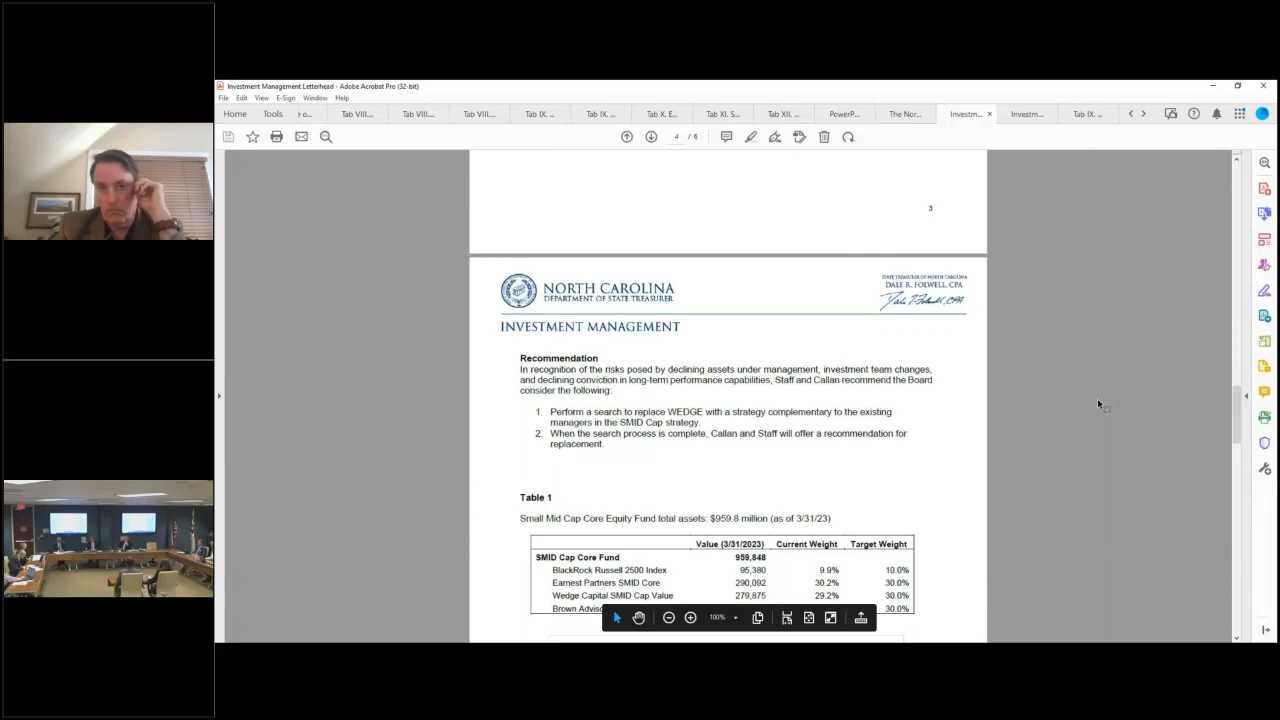 Investment Management Letterhead - Adobe Acrobat Pro (32-bit)
File Edit View E-Sign Window Help
Home Tools e o... Tab VIII.... Tab VIII.... Tab VIII.... Tab IX. ... Tab IX. ... Tab X. E... Tab XI. S... Tab XII. ... PowerP... The Nor... Investm... Investm... Tab IX. ...
4 / 6
3
NORTH CAROLINA
DEPARTMENT OF STATE TREASURER
STATE TREASURER OF NORTH CAROLINA
DALE R. FOLWELL, CPA
INVESTMENT MANAGEMENT
Recommendation
In recognition of the risks posed by declining assets under management, investment team changes,
and declining conviction in long-term performance capabilities, Staff and Callan recommend the Board
consider the following:
1. Perform a search to replace WEDGE with a strategy complementary to the existing
managers in the SMID Cap strategy.
2. When the search process is complete, Callan and Staff will offer a recommendation for
replacement.
Table 1
Small Mid Cap Core Equity Fund total assets: $959.8 million (as of 3/31/23)
Value (3/31/2023) Current Weight Target Weight
SMID Cap Core Fund 959,848
BlackRock Russell 2500 Index 95,380 9.9% 10.0%
Earnest Partners SMID Core 290,092 30.2% 30.0%
Wedge Capital SMID Cap Value 279,875 29.2% 30.0%
Brown Adviso 30.0%
100%